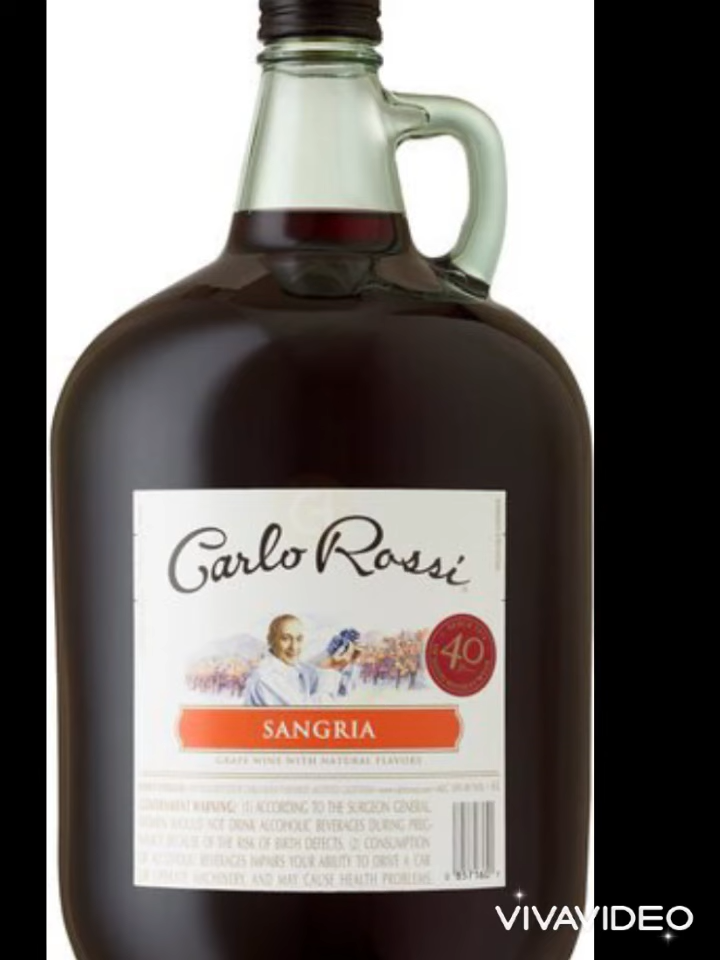 Carlo Rossi
40
SANGRIA
GRAPE WINE WITH NATURAL FLAVORS
GOVERNMENT WARNING: (1) ACCORDING TO THE SURGEON GENERAL,
WOMEN SHOULD NOT DRINK ALCOHOLIC BEVERAGES DURING PREG-
NANCY BECAUSE OF THE RISK OF BIRTH DEFECTS. (2) CONSUMPTION
OF ALCOHOLIC BEVERAGES IMPAIRS YOUR ABILITY TO DRIVE A CAR
OR OPERATE MACHINERY, AND MAY CAUSE HEALTH PROBLEMS.
VIVAVIDEO